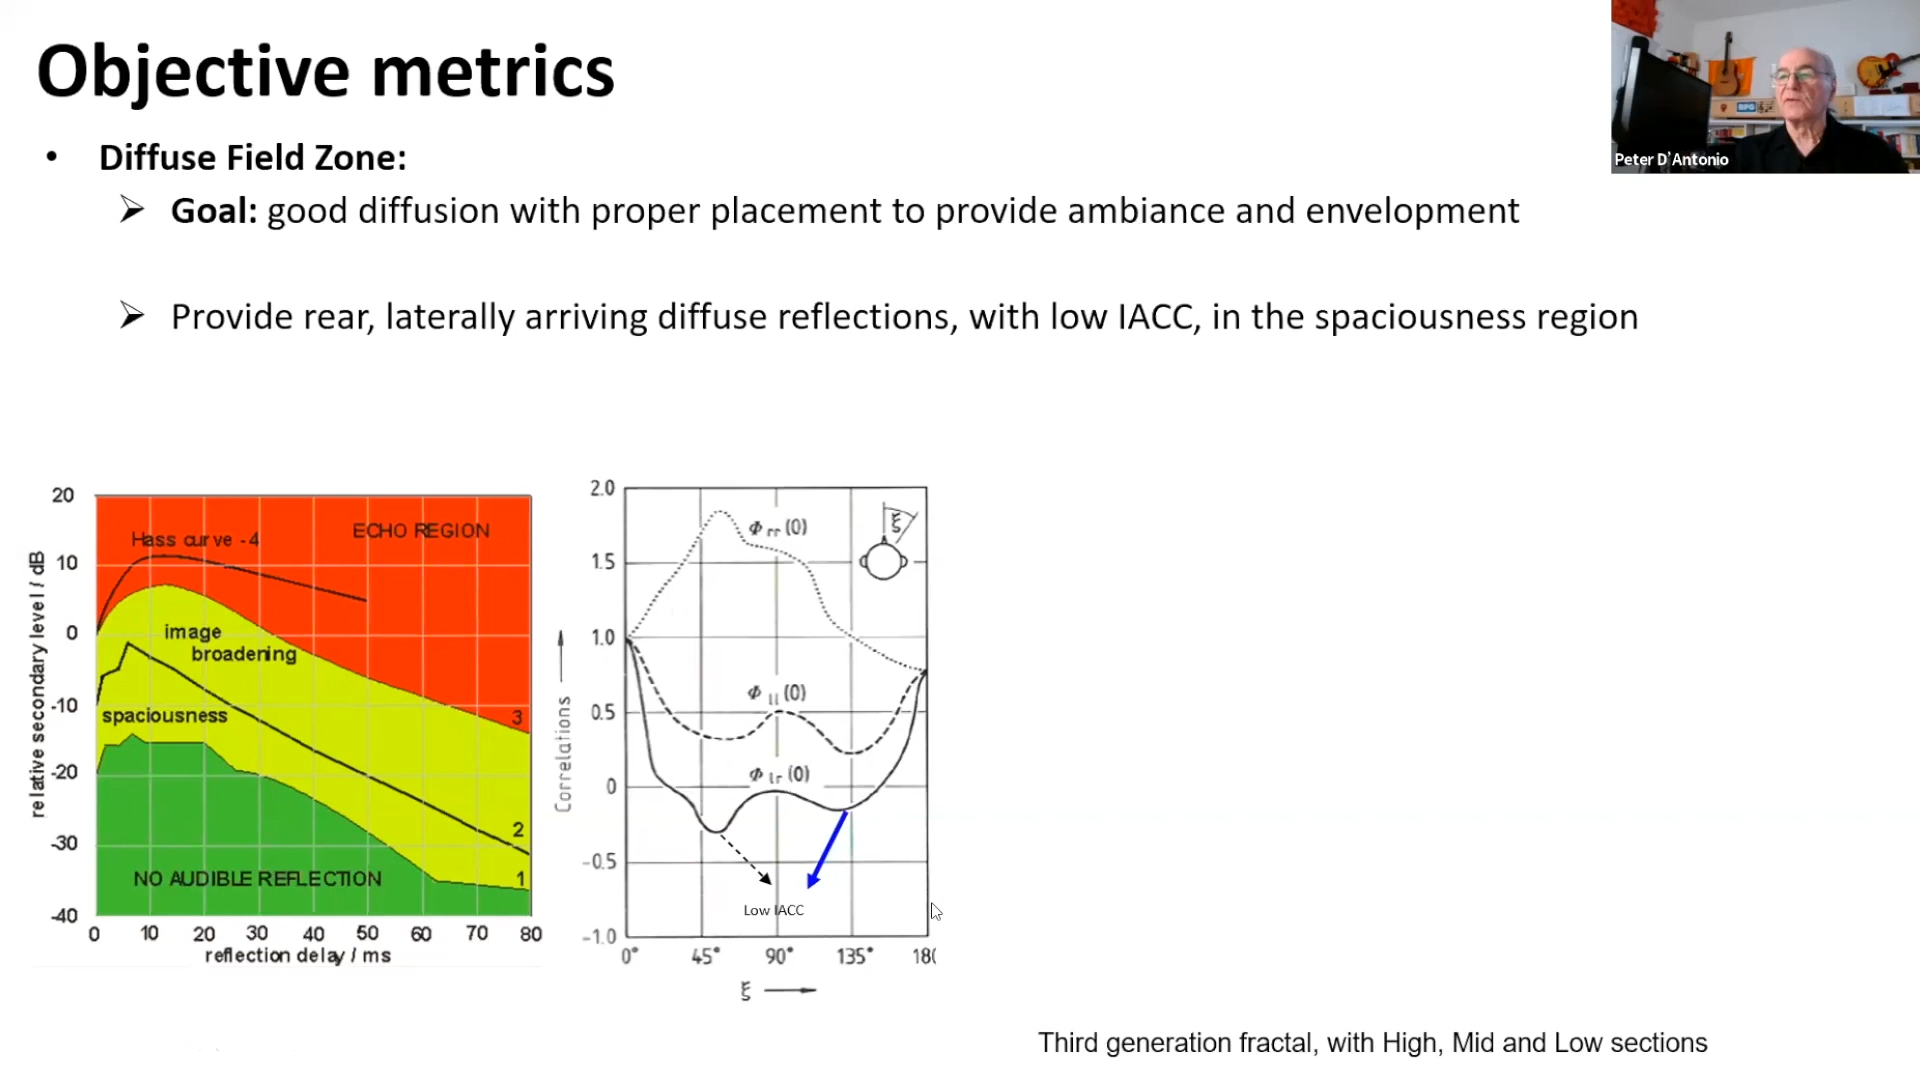 Objective metrics
Peter D'Antonio
• Diffuse Field Zone:
➢ Goal: good diffusion with proper placement to provide ambiance and envelopment
➢ Provide rear, laterally arriving diffuse reflections, with low IACC, in the spaciousness region
20
10
0
-10
-20
-30
-40
relative secondary level / dB
Hass curve - 4
ECHO REGION
image
broadening
spaciousness
NO AUDIBLE REFLECTION
3
2
1
0 10 20 30 40 50 60 70 80
reflection delay / ms
2.0
1.5
1.0
0.5
0
-0.5
-1.0
Correlations
Φ rr (0)
ξ
Φ ll (0)
Φ lr (0)
Low IACC
0° 45° 90° 135° 180
ξ
Third generation fractal, with High, Mid and Low sections
RPG